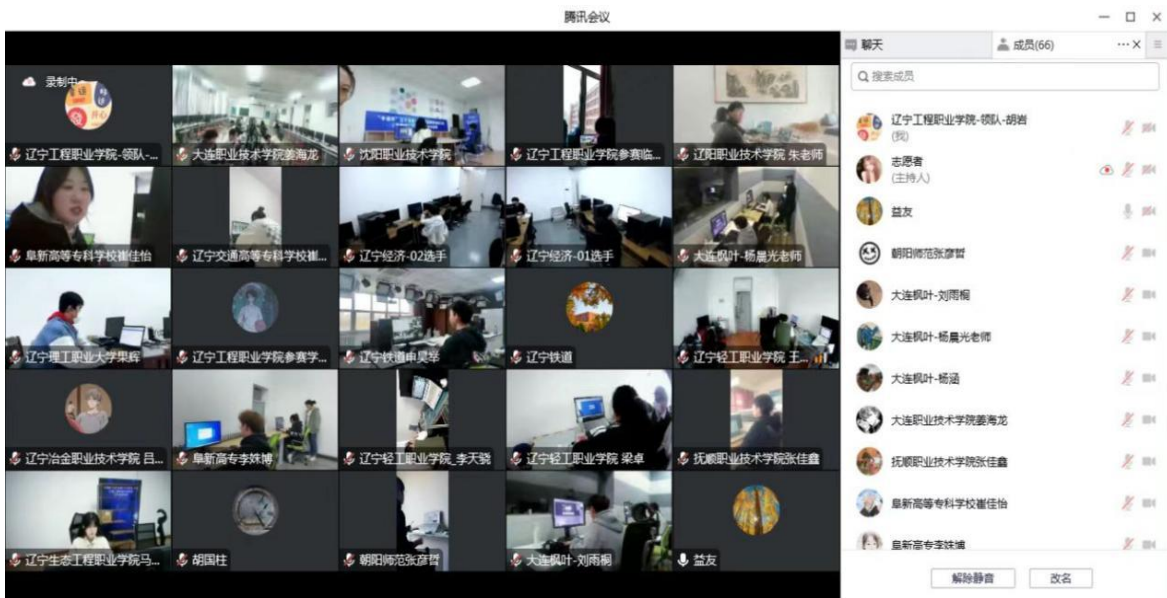 腾讯会议
聊天
成员(66)
录制中
搜索成员
辽宁工程职业学院-领队-...
大连职业技术学院姜海龙
沈阳职业技术学院
辽宁工程职业学院参赛临...
辽阳职业技术学院 朱老师
阜新高等专科学校崔佳怡
辽宁交通高等专科学校崔...
辽宁经济-02选手
辽宁经济-01选手
大连枫叶-杨晨光老师
辽宁理工职业大学果辉
辽宁工程职业学院参赛学...
辽宁铁道申昊举
辽宁铁道
辽宁轻工职业学院 王...
辽宁冶金职业技术学院 吕...
阜新高专李姝博
辽宁轻工职业学院_李天骁
辽宁轻工职业学院 梁卓
抚顺职业技术学院张佳鑫
辽宁生态工程职业学院马...
胡国柱
朝阳师范张彦哲
大连枫叶-刘雨桐
益友
辽宁工程职业学院-领队-胡岩
(我)
志愿者
(主持人)
益友
朝阳师范张彦哲
大连枫叶-刘雨桐
大连枫叶-杨晨光老师
大连枫叶-杨涵
大连职业技术学院姜海龙
抚顺职业技术学院张佳鑫
阜新高等专科学校崔佳怡
阜新高专李姝博
解除静音
改名